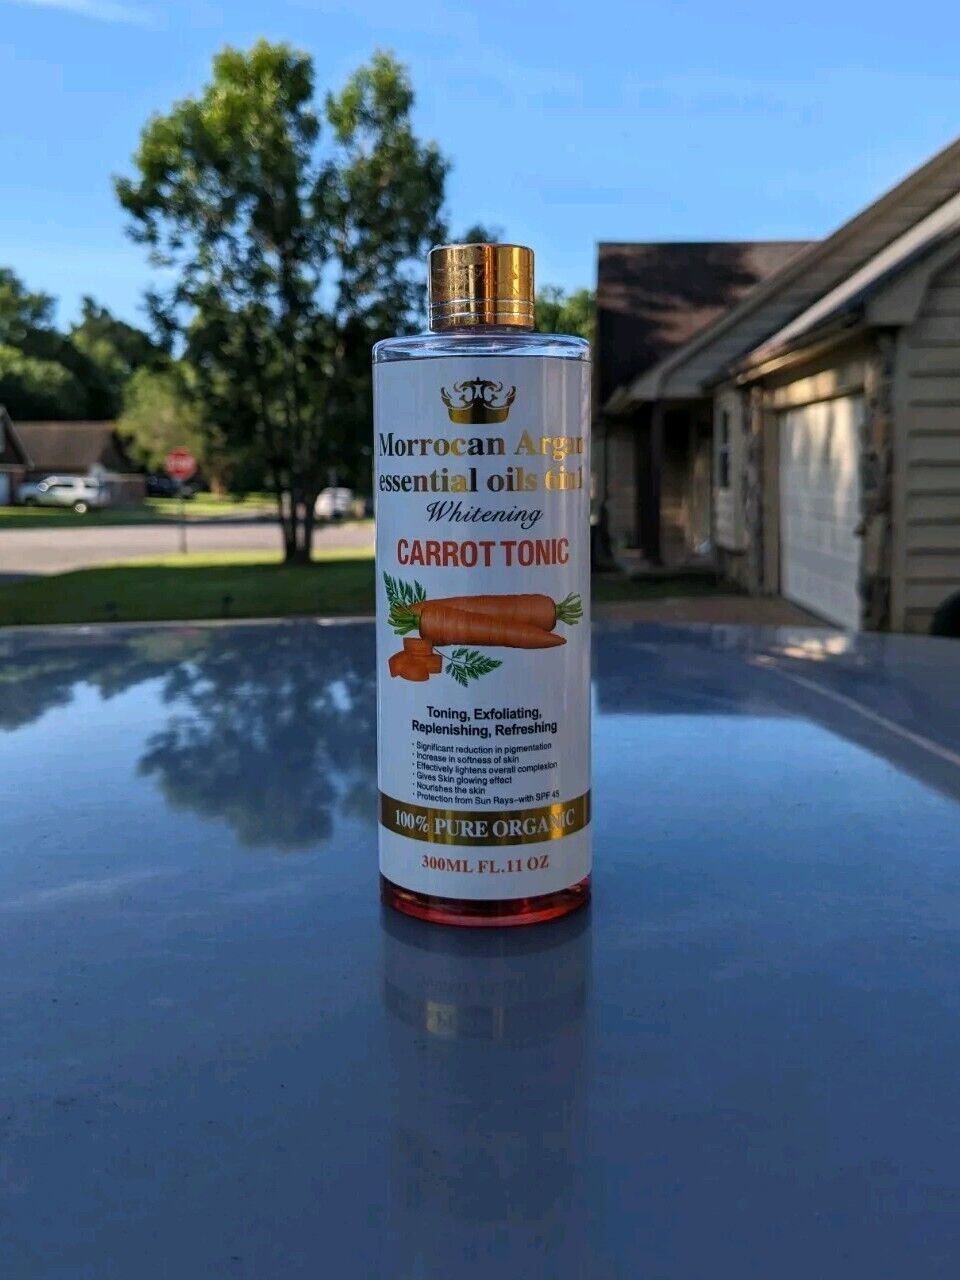 Morrocan Argan
essential oils 6in1
Whitening
CARROT TONIC
Toning, Exfoliating,
Replenishing, Refreshing
· Significant reduction in pigmentation
· Increase in softness of skin
· Effectively lightens overall complexion
· Gives Skin glowing effect
· Nourishes the skin
· Protection from Sun Rays-with SPF 45
100% PURE ORGANIC
300ML FL.11 OZ
STOP